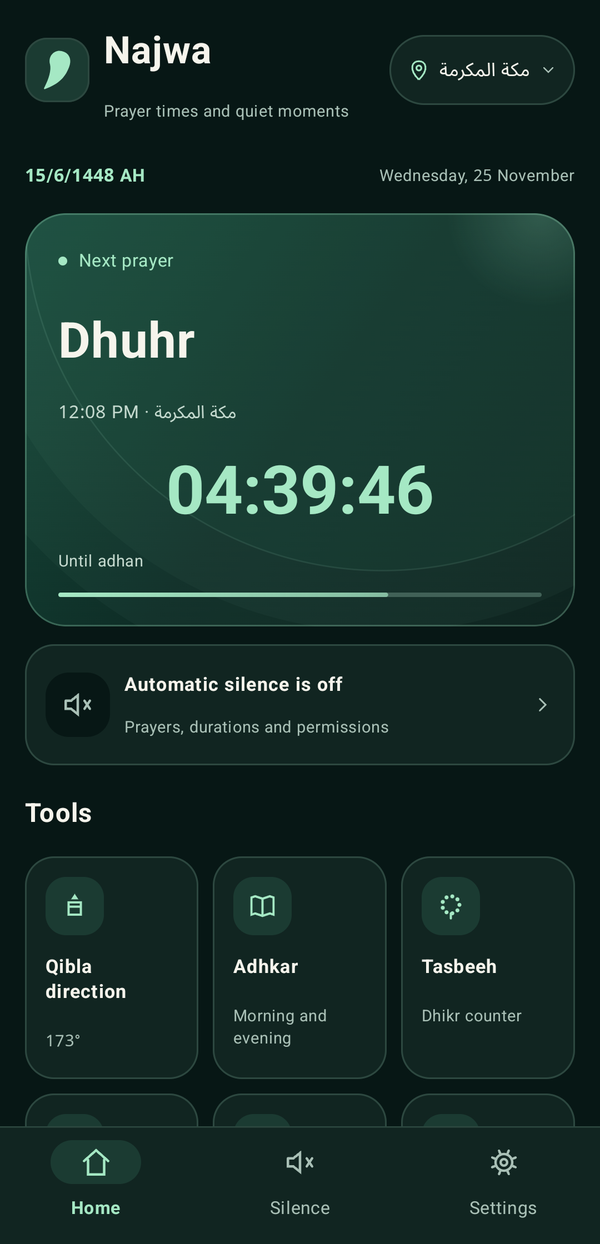 Najwa
Prayer times and quiet moments
مكة المكرمة
15/6/1448 AH
Wednesday, 25 November
Next prayer
Dhuhr
12:08 PM · مكة المكرمة
04:39:46
Until adhan
Automatic silence is off
Prayers, durations and permissions
Tools
Qibla
direction
173°
Adhkar
Morning and
evening
Tasbeeh
Dhikr counter
Home
Silence
Settings